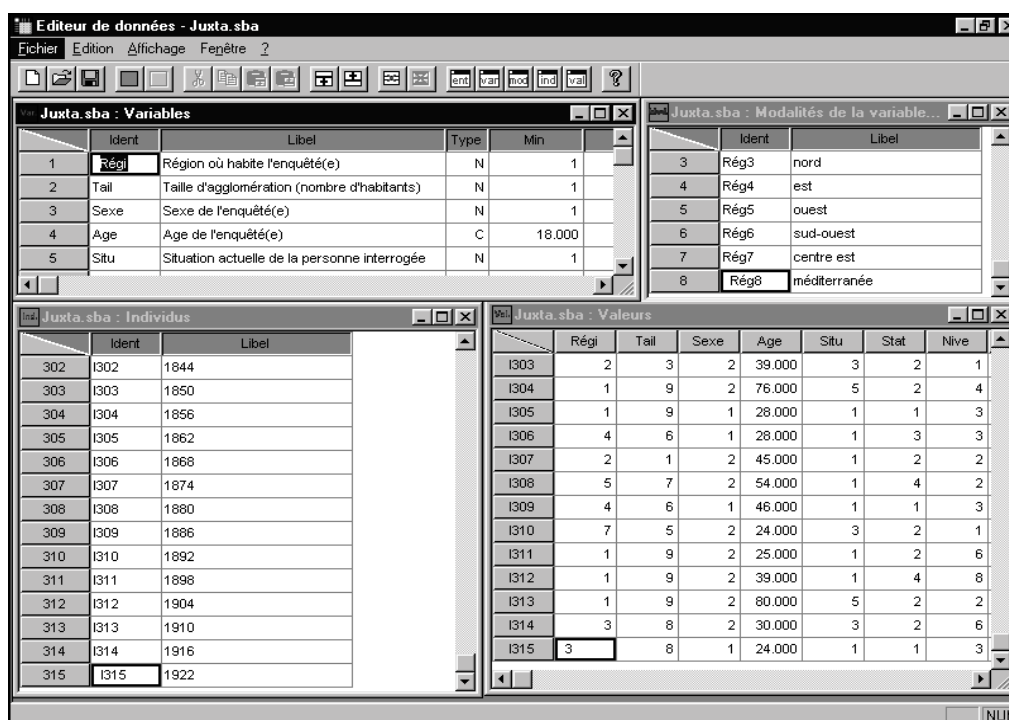 Editeur de données - Juxta.sba
Fichier Edition Affichage Fenêtre ?
ent var mod ind val
Var Juxta.sba : Variables
Ident Libel Type Min
1 Régi Région où habite l'enquêté(e) N 1
2 Tail Taille d'agglomération (nombre d'habitants) N 1
3 Sexe Sexe de l'enquêté(e) N 1
4 Age Age de l'enquêté(e) C 18.000
5 Situ Situation actuelle de la personne interrogée N 1
Juxta.sba : Modalités de la variable...
Ident Libel
3 Rég3 nord
4 Rég4 est
5 Rég5 ouest
6 Rég6 sud-ouest
7 Rég7 centre est
8 Rég8 méditerranée
Ind. Juxta.sba : Individus
Ident Libel
302 I302 1844
303 I303 1850
304 I304 1856
305 I305 1862
306 I306 1868
307 I307 1874
308 I308 1880
309 I309 1886
310 I310 1892
311 I311 1898
312 I312 1904
313 I313 1910
314 I314 1916
315 I315 1922
Val. Juxta.sba : Valeurs
Régi Tail Sexe Age Situ Stat Nive
I303 2 3 2 39.000 3 2 1
I304 1 9 2 76.000 5 2 4
I305 1 9 1 28.000 1 1 3
I306 4 6 1 28.000 1 3 3
I307 2 1 2 45.000 1 2 2
I308 5 7 2 54.000 1 4 2
I309 4 6 1 46.000 1 1 3
I310 7 5 2 24.000 3 2 1
I311 1 9 2 25.000 1 2 6
I312 1 9 2 39.000 1 4 8
I313 1 9 2 80.000 5 2 2
I314 3 8 2 30.000 3 2 6
I315 3 8 1 24.000 1 1 3